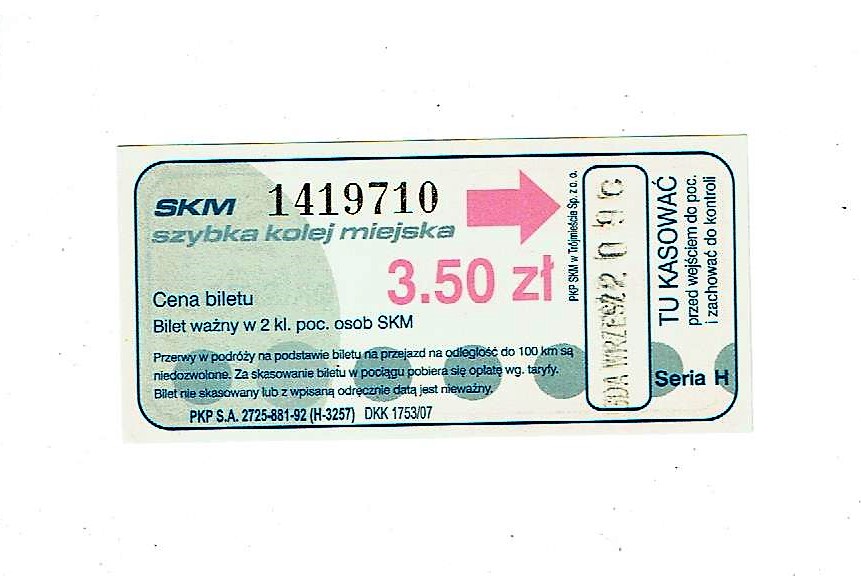 SKM 1419710
szybka kolej miejska
3.50 zł
Cena biletu
Bilet ważny w 2 kl. poc. osob SKM
Przerwy w podróży na podstawie biletu na przejazd na odległość do 100 km są
niedozwolone. Za skasowanie biletu w pociągu pobiera się opłatę wg. taryfy.
Bilet nie skasowany lub z wpisaną odręcznie datą jest nieważny.
PKP S.A. 2725-881-92 (H-3257) DKK 1753/07
PKP SKM w Trójmieście Sp. z o. o.
GDA WRZESZ
TU KASOWAĆ
przed wejściem do poc.
i zachować do kontroli
Seria H